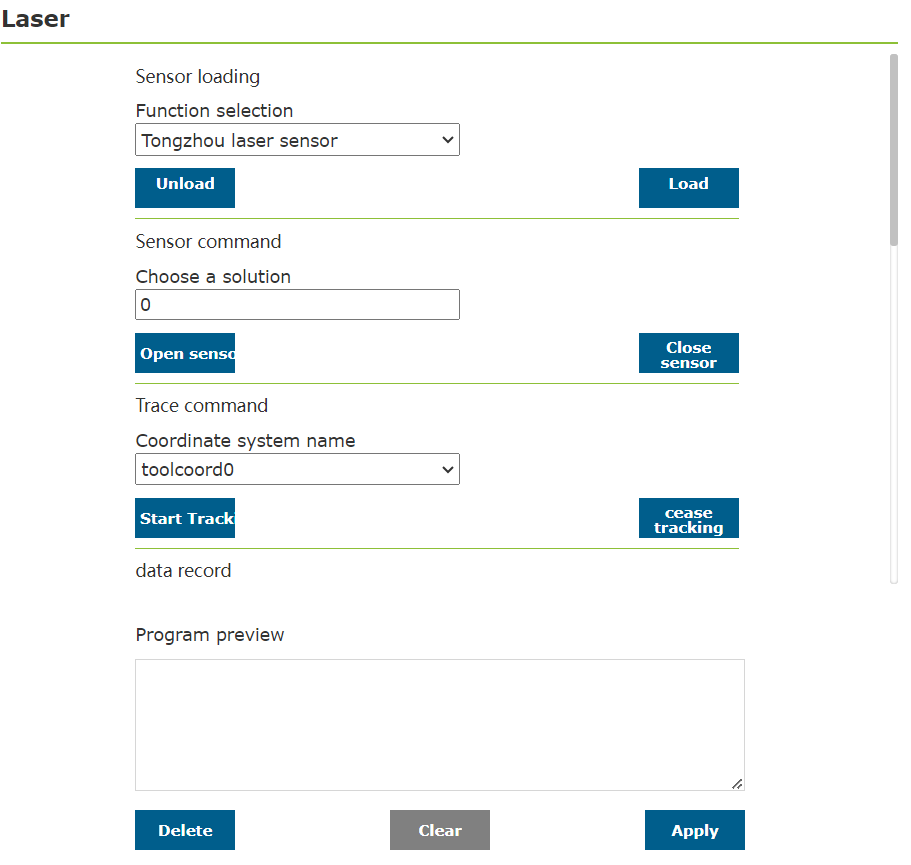 Laser
Sensor loading
Function selection
Tongzhou laser sensor
Unload
Load
Sensor command
Choose a solution
0
Open senso
Close
sensor
Trace command
Coordinate system name
toolcoord0
Start Tracki
cease
tracking
data record
Program preview
Delete
Clear
Apply